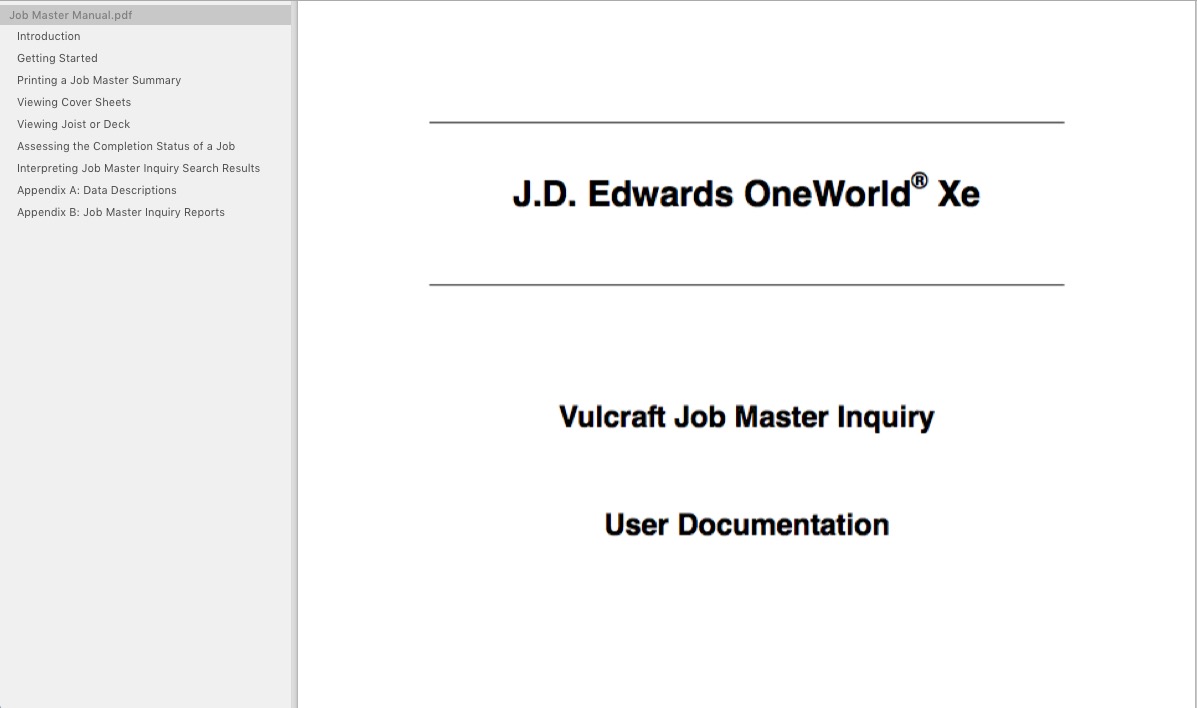 Job Master Manual.pdf
Introduction
Getting Started
Printing a Job Master Summary
Viewing Cover Sheets
Viewing Joist or Deck
Assessing the Completion Status of a Job
Interpreting Job Master Inquiry Search Results
Appendix A: Data Descriptions
Appendix B: Job Master Inquiry Reports
J.D. Edwards OneWorld® Xe
Vulcraft Job Master Inquiry
User Documentation